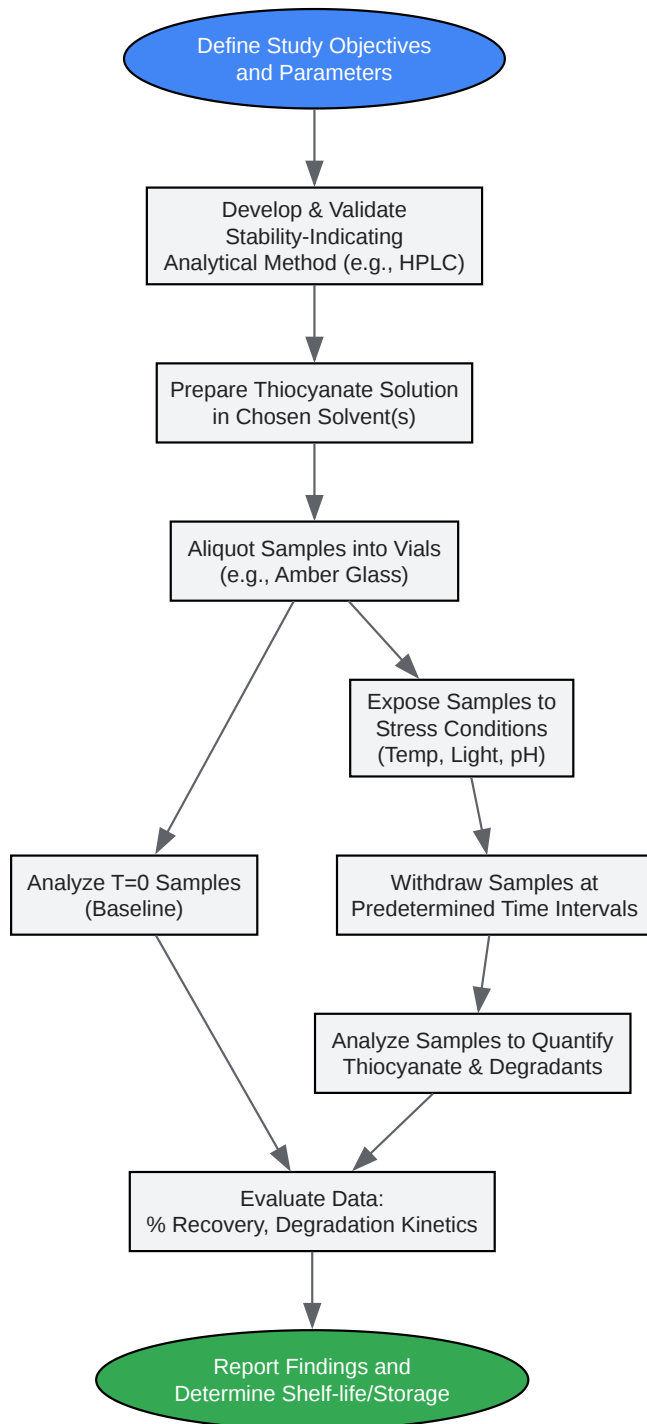 Define Study Objectives
and Parameters
Develop & Validate
Stability-Indicating
Analytical Method (e.g., HPLC)
Prepare Thiocyanate Solution
in Chosen Solvent(s)
Aliquot Samples into Vials
(e.g., Amber Glass)
Expose Samples to
Stress Conditions
(Temp, Light, pH)
Analyze T=0 Samples
(Baseline)
Withdraw Samples at
Predetermined Time Intervals
Analyze Samples to Quantify
Thiocyanate & Degradants
Evaluate Data:
% Recovery, Degradation Kinetics
Report Findings and
Determine Shelf-life/Storage